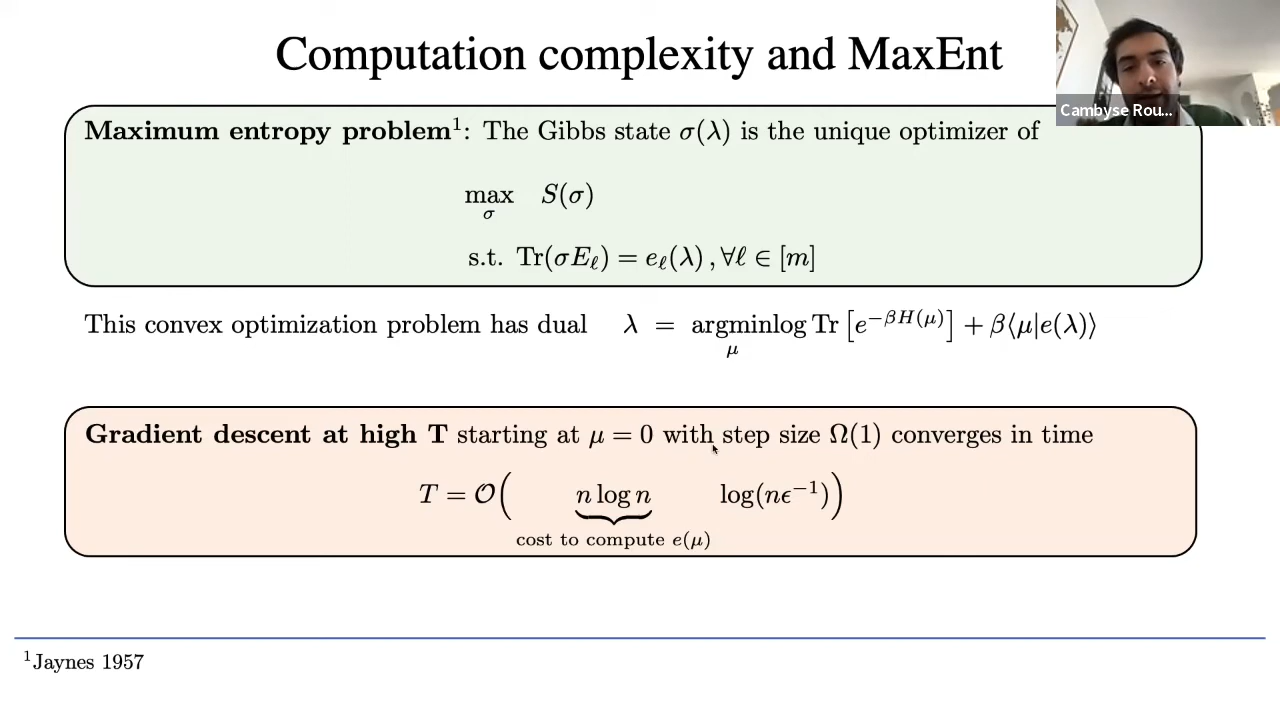 Computation complexity and MaxEnt
Cambyse Rou...
Maximum entropy problem¹: The Gibbs state σ(λ) is the unique optimizer of
max S(σ)
σ
s.t. Tr(σE_ℓ) = e_ℓ(λ) , ∀ℓ ∈ [m]
This convex optimization problem has dual λ = argminlog Tr [e^{−βH(μ)}] + β⟨μ|e(λ)⟩
μ
Gradient descent at high T starting at μ = 0 with step size Ω(1) converges in time
T = 𝒪( n log n log(nϵ⁻¹))
cost to compute e(μ)
¹Jaynes 1957